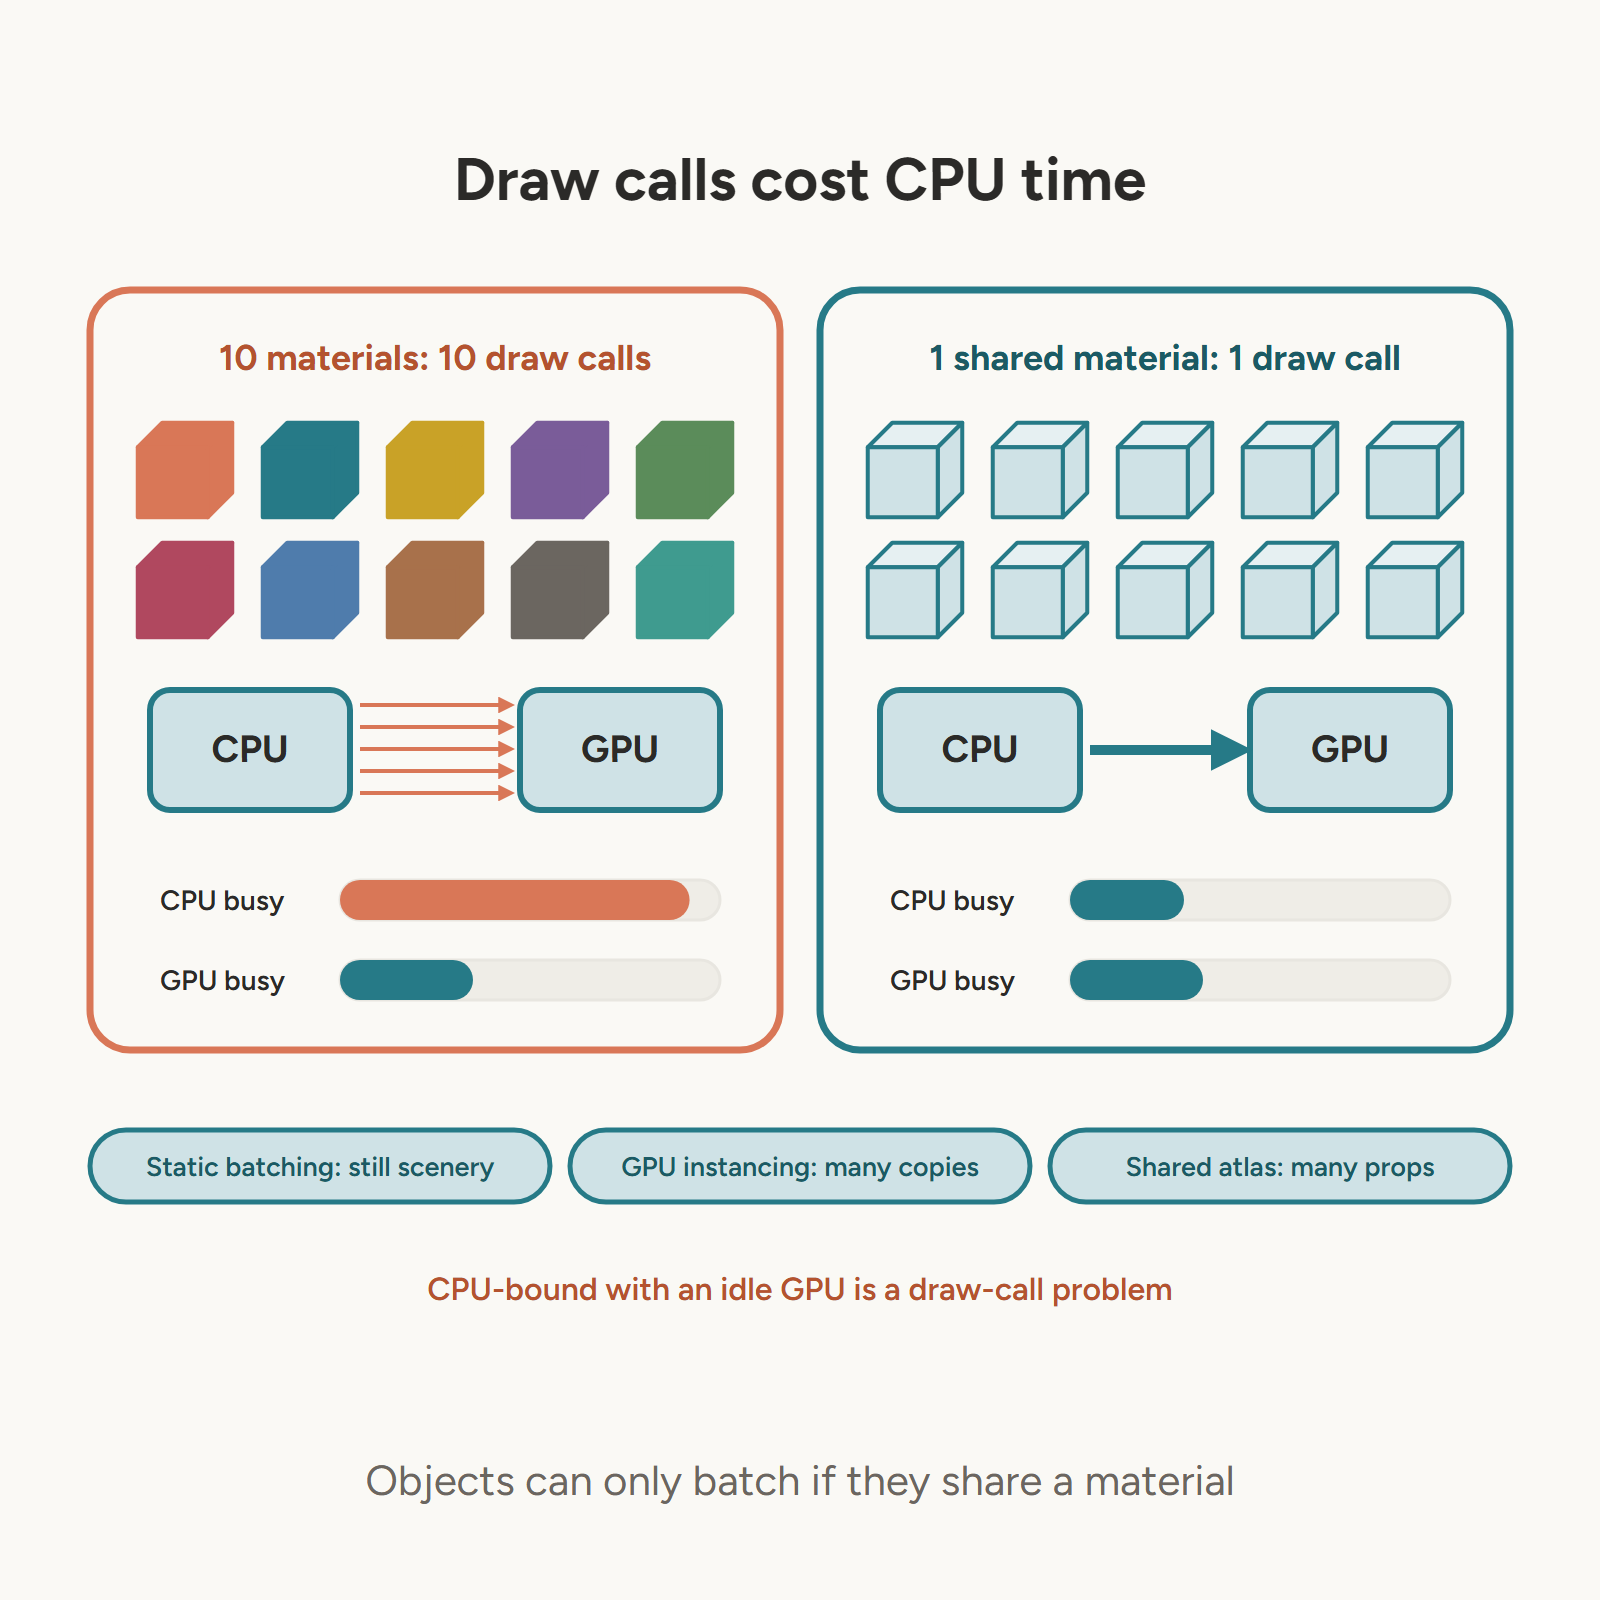 Draw calls cost CPU time
10 materials: 10 draw calls
CPU
GPU
CPU busy
GPU busy
1 shared material: 1 draw call
CPU
GPU
CPU busy
GPU busy
Static batching: still scenery
GPU instancing: many copies
Shared atlas: many props
CPU-bound with an idle GPU is a draw-call problem
Objects can only batch if they share a material